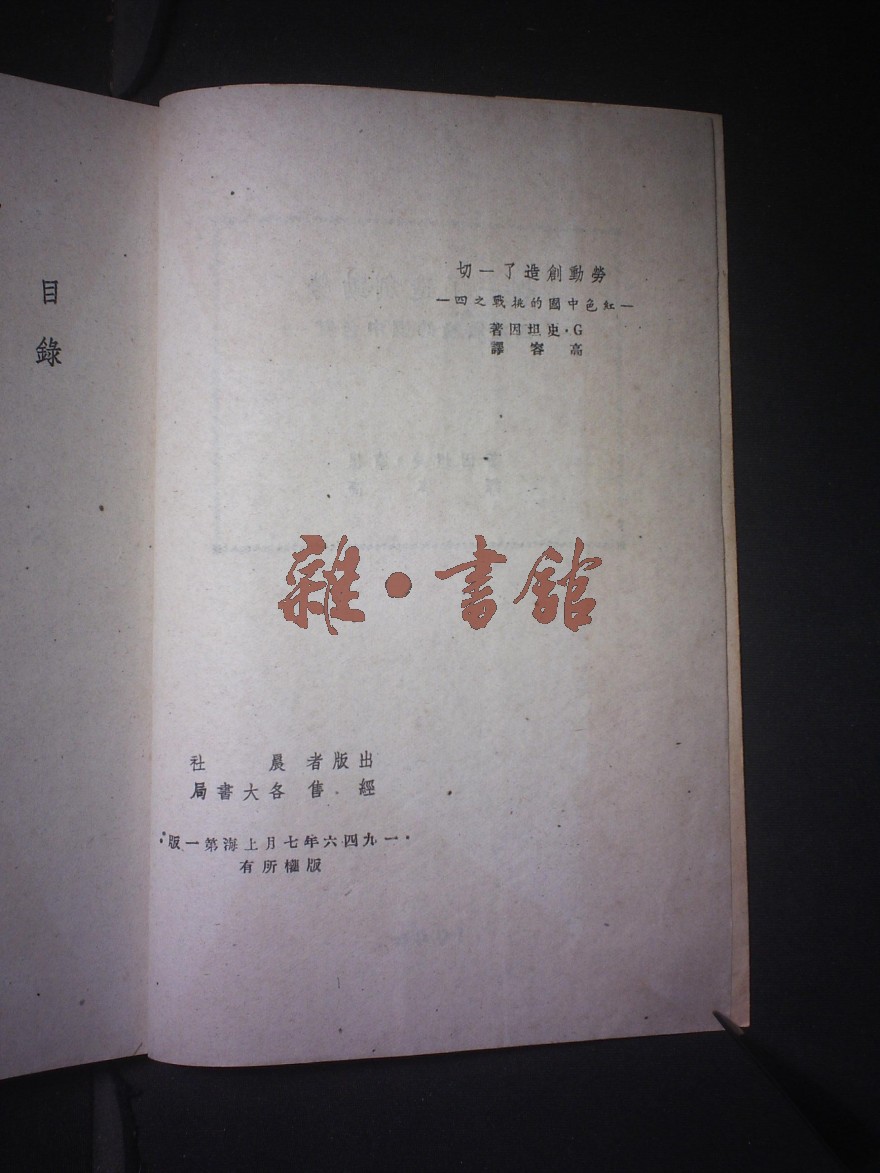 勞動創造了一切
—紅色中國的挑戰之四—
G·史坦因著
高容譯
雜·書館
出版者 晨社
經售 各大書局
·一九四六年七月上海第一版·
版權所有
目錄